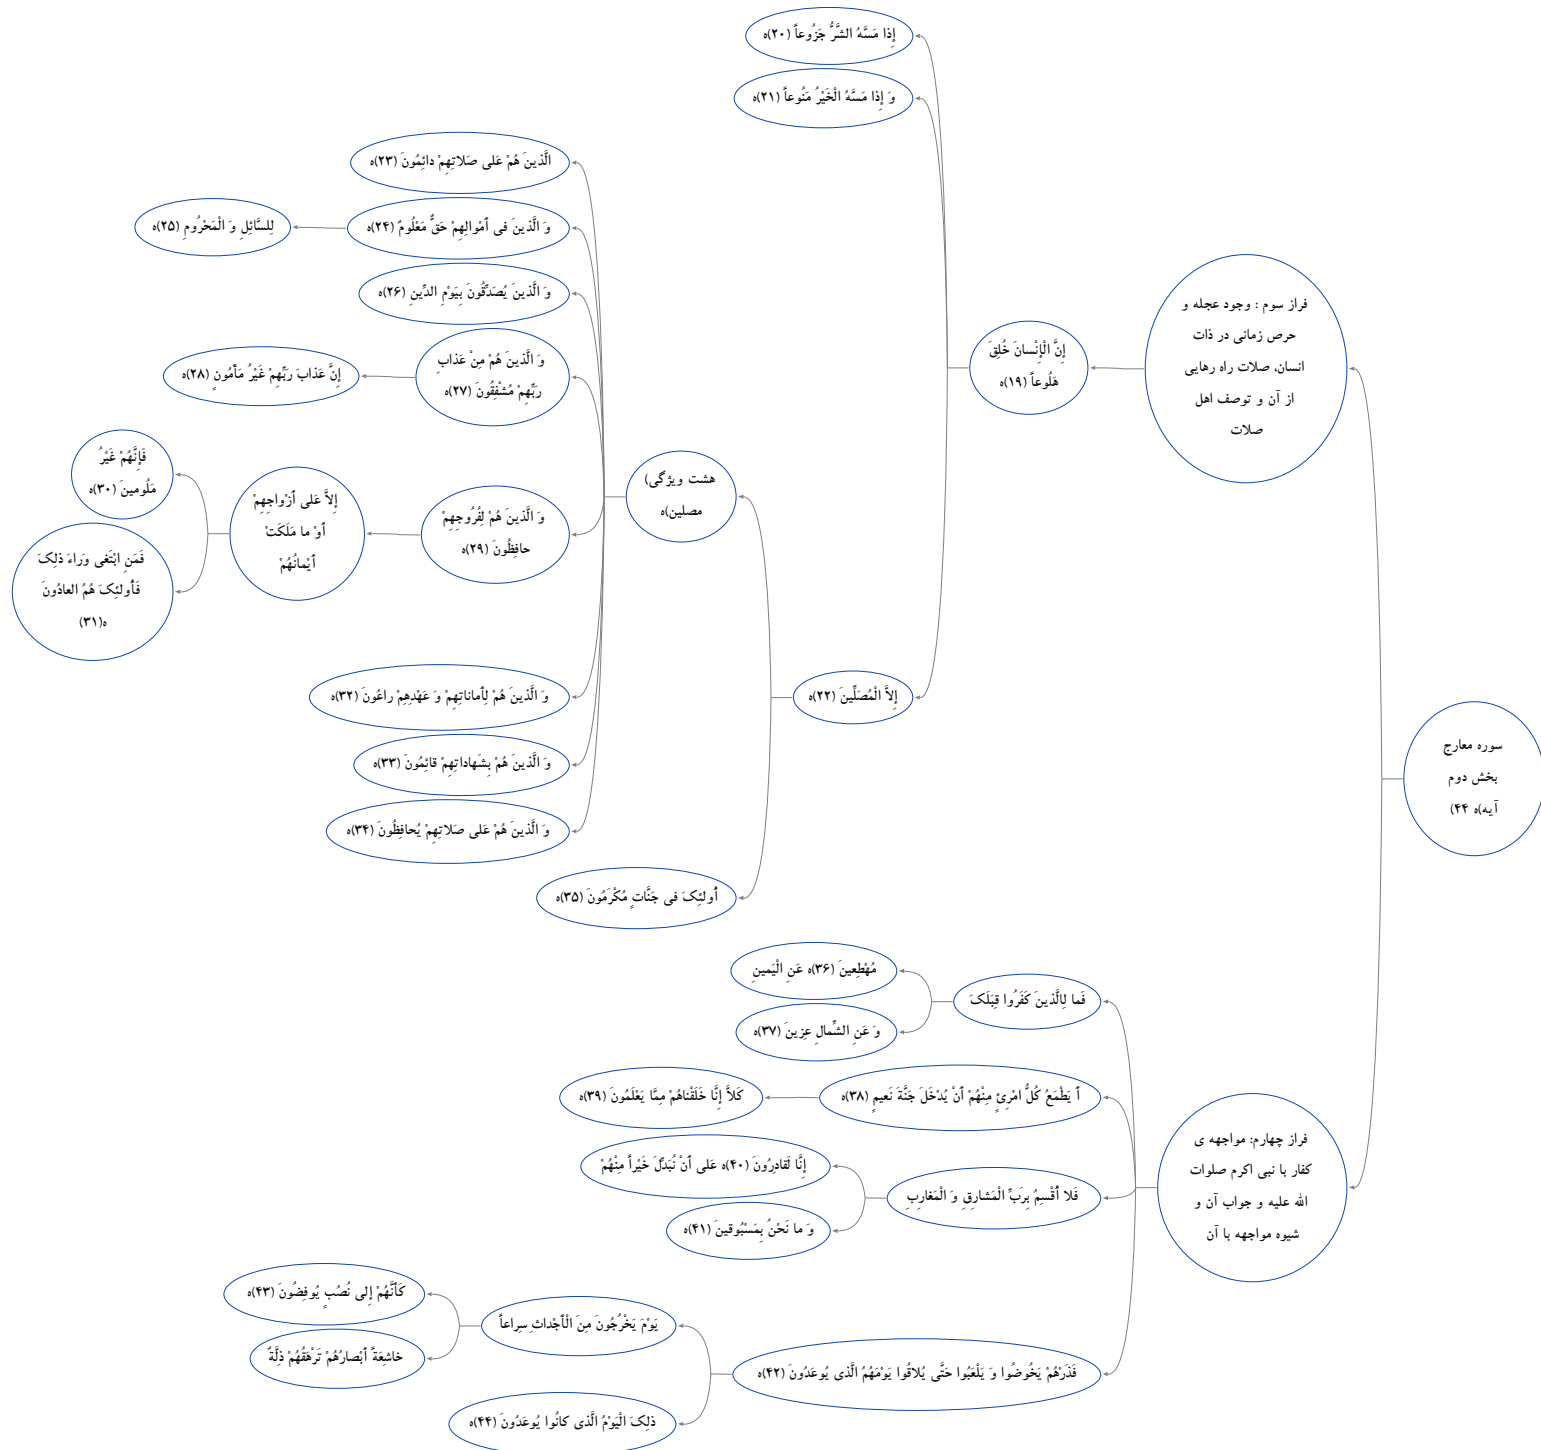 سوره معارج
بخش دوم
آیه)ه ۴۴)
فراز سوم : وجود عجله و
حرص زمانی در ذات
انسان، صلات راه رهایی
از آن و توصف اهل
صلات
إِنَّ الْإِنْسانَ خُلِقَ
هَلُوعاً (۱۹)ه
إِذا مَسَّهُ الشَّرُّ جَزُوعاً (۲۰)ه
وَ إِذا مَسَّهُ الْخَيْرُ مَنُوعاً (۲۱)ه
إِلاَّ الْمُصَلِّينَ (۲۲)ه
هشت ویژگی)
مصلین)ه
الَّذينَ هُمْ عَلى صَلاتِهِمْ دائِمُونَ (۲۳)ه
وَ الَّذينَ في أَمْوالِهِمْ حَقٌّ مَعْلُومٌ (۲۴)ه
لِلسَّائِلِ وَ الْمَحْرُومِ (۲۵)ه
وَ الَّذينَ يُصَدِّقُونَ بِيَوْمِ الدِّينِ (۲۶)ه
وَ الَّذينَ هُمْ مِنْ عَذابِ
رَبِّهِمْ مُشْفِقُونَ (۲۷)ه
إِنَّ عَذابَ رَبِّهِمْ غَيْرُ مَأْمُونٍ (۲۸)ه
وَ الَّذينَ هُمْ لِفُرُوجِهِمْ
حافِظُونَ (۲۹)ه
إِلاَّ عَلى أَزْواجِهِمْ
أَوْ ما مَلَكَتْ
أَيْمانُهُمْ
فَإِنَّهُمْ غَيْرُ
مَلُومينَ (۳۰)ه
فَمَنِ ابْتَغى وَراءَ ذلِكَ
فَأُولئِكَ هُمُ العادُونَ
ه(۳۱)
وَ الَّذينَ هُمْ لِأَماناتِهِمْ وَ عَهْدِهِمْ راعُونَ (۳۲)ه
وَ الَّذينَ هُمْ بِشَهاداتِهِمْ قائِمُونَ (۳۳)ه
وَ الَّذينَ هُمْ عَلى صَلاتِهِمْ يُحافِظُونَ (۳۴)ه
أُولئِكَ في جَنَّاتٍ مُكْرَمُونَ (۳۵)ه
فراز چهارم: مواجهه ی
کفار با نبی اکرم صلوات
الله علیه و جواب آن و
شیوه مواجهه با آن
فَما لِالَّذينَ كَفَرُوا قِبَلَكَ
مُهْطِعينَ (۳۶)ه عَنِ الْيَمينِ
وَ عَنِ الشِّمالِ عِزينَ (۳۷)ه
أَ يَطْمَعُ كُلُّ امْرِئٍ مِنْهُمْ أَنْ يُدْخَلَ جَنَّةَ نَعيمٍ (۳۸)ه
كَلاَّ إِنَّا خَلَقْناهُمْ مِمَّا يَعْلَمُونَ (۳۹)ه
فَلا أُقْسِمُ بِرَبِّ الْمَشارِقِ وَ الْمَغارِبِ
إِنَّا لَقادِرُونَ (۴۰)ه عَلى أَنْ نُبَدِّلَ خَيْراً مِنْهُمْ
وَ ما نَحْنُ بِمَسْبُوقينَ (۴۱)ه
فَذَرْهُمْ يَخُوضُوا وَ يَلْعَبُوا حَتَّى يُلاقُوا يَوْمَهُمُ الَّذي يُوعَدُونَ (۴۲)ه
يَوْمَ يَخْرُجُونَ مِنَ الْأَجْداثِ سِراعاً
كَأَنَّهُمْ إِلى نُصُبٍ يُوفِضُونَ (۴۳)ه
خاشِعَةً أَبْصارُهُمْ تَرْهَقُهُمْ ذِلَّةٌ
ذلِكَ الْيَوْمُ الَّذي كانُوا يُوعَدُونَ (۴۴)ه